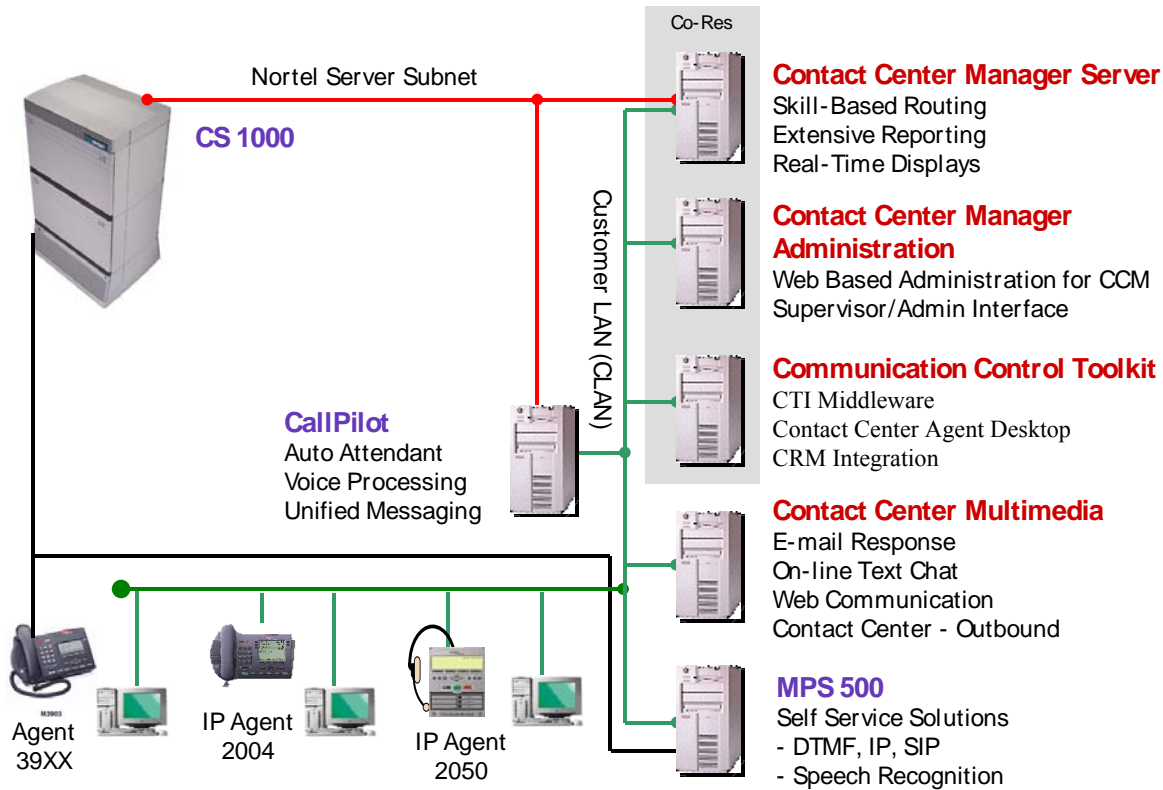 Co-Res
Nortel Server Subnet
CS 1000
Contact Center Manager Server
Skill-Based Routing
Extensive Reporting
Real-Time Displays
Customer LAN (CLAN)
Contact Center Manager
Administration
Web Based Administration for CCM
Supervisor/Admin Interface
Communication Control Toolkit
CTI Middleware
Contact Center Agent Desktop
CRM Integration
CallPilot
Auto Attendant
Voice Processing
Unified Messaging
Contact Center Multimedia
E-mail Response
On-line Text Chat
Web Communication
Contact Center - Outbound
MPS 500
Self Service Solutions
- DTMF, IP, SIP
- Speech Recognition
M3903
Agent
39XX
IP Agent
2004
IP Agent
2050